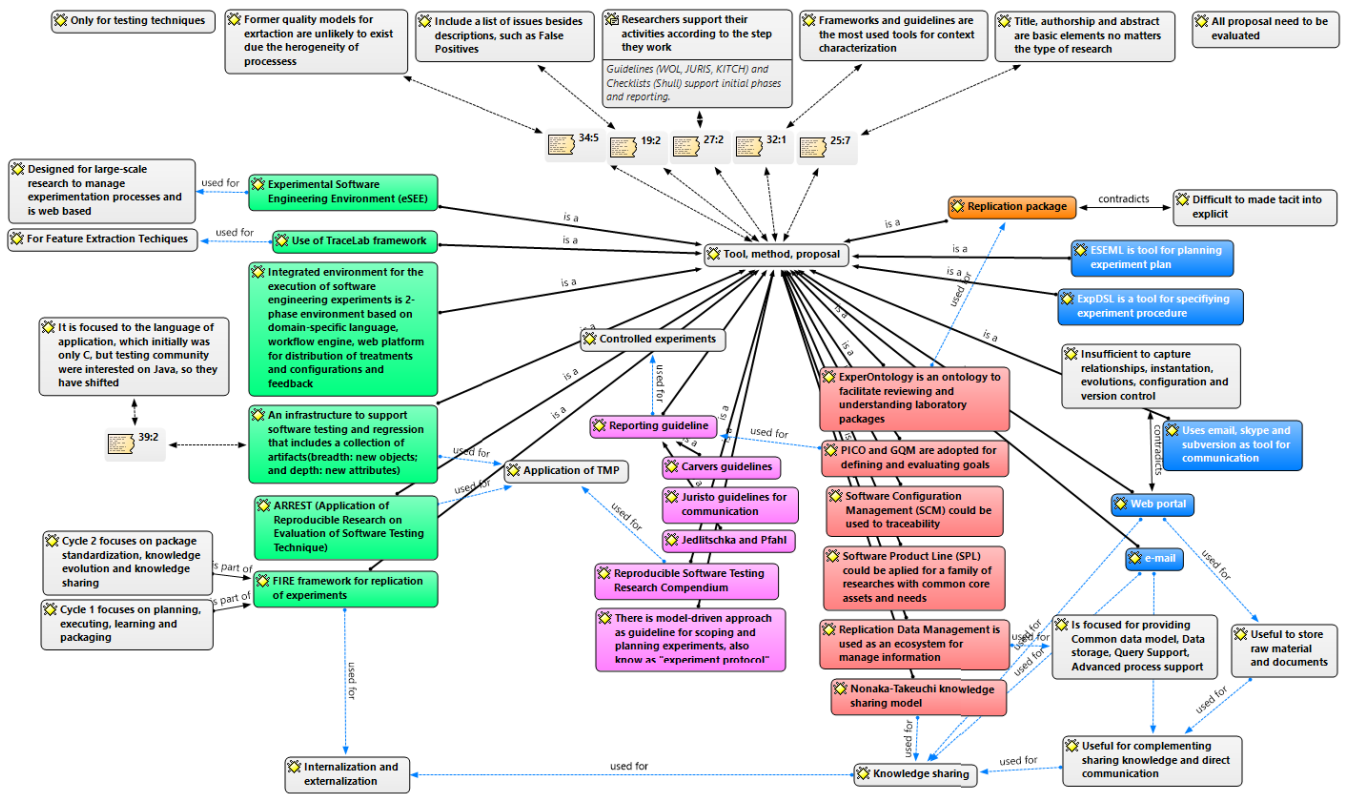 Only for testing techniques
Former quality models for
exrtaction are unlikely to exist
due the herogeneity of
processess
Include a list of issues besides
descriptions, such as False
Positives
Researchers support their
activities according to the step
they work
Guidelines (WOL, JURIS, KITCH) and
Checklists (Shull) support initial phases
and reporting.
Frameworks and guidelines are
the most used tools for context
characterization
Title, authorship and abstract
are basic elements no matters
the type of research
All proposal need to be
evaluated
34:5
19:2
27:2
32:1
25:7
Designed for large-scale
research to manage
experimentation processes and
is web based
used for
Experimental Software
Engineering Environment (eSEE)
is a
For Feature Extraction Techiques
used for
Use of TraceLab framework
is a
Tool, method, proposal
is a
Replication package
contradicts
Difficult to made tacit into
explicit
is a
ESEML is tool for planning
experiment plan
is a
ExpDSL is a tool for specifiying
experiment procedure
used for
Integrated environment for the
execution of software
engineering experiments is 2-
phase environment based on
domain-specific language,
workflow engine, web platform
for distribution of treatments
and configurations and
feedback
is a
It is focused to the language of
application, which initially was
only C, but testing community
were interested on Java, so they
have shifted
39:2
An infrastructure to support
software testing and regression
that includes a collection of
artifacts(breadth: new objects;
and depth: new attributes)
is a
is a
is a
used for
used for
Application of TMP
used for
ARREST (Application of
Reproducible Research on
Evaluation of Software Testing
Technique)
Cycle 2 focuses on package
standardization, knowledge
evolution and knowledge
sharing
is part of
Cycle 1 focuses on planning,
executing, learning and
packaging
is part of
FIRE framework for replication
of experiments
used for
Internalization and
externalization
Controlled experiments
used for
Reporting guideline
is a
is a
is a
used for
Carvers guidelines
Juristo guidelines for
communication
Jedlitschka and Pfahl
Reproducible Software Testing
Research Compendium
There is model-driven approach
as guideline for scoping and
planning experiments, also
know as "experiment protocol"
is a
is a
is a
ExperOntology is an ontology to
facilitate reviewing and
understanding laboratory
packages
PICO and GQM are adopted for
defining and evaluating goals
Software Configuration
Management (SCM) could be
used to traceability
Software Product Line (SPL)
could be aplied for a family of
researches with common core
assets and needs
Replication Data Management is
used as an ecosystem for
manage information
used for
Nonaka-Takeuchi knowledge
sharing model
used for
Insufficient to capture
relationships, instantation,
evolutions, configuration and
version control
contradicts
Uses email, skype and
subversion as tool for
communication
Web portal
e-mail
used for
used for
used for
Is focused for providing
Common data model, Data
storage, Query Support,
Advanced process support
Useful to store
raw material
and documents
used for
Useful for complementing
sharing knowledge and direct
communication
used for
Knowledge sharing
used for